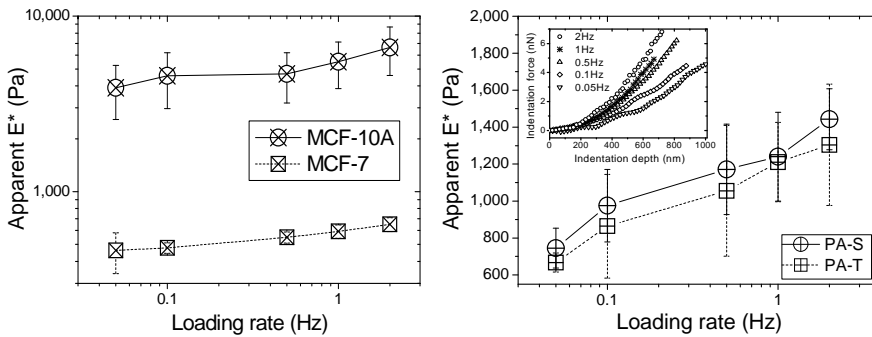 10,000
1,000
Apparent E* (Pa)
MCF-10A
MCF-7
0.1
1
Loading rate (Hz)
2,000
1,800
1,600
1,400
1,200
1,000
800
600
Apparent E* (Pa)
6
4
2
0
Indentation force (nN)
2Hz
1Hz
0.5Hz
0.1Hz
0.05Hz
0 200 400 600 800 1000
Indentation depth (nm)
PA-S
PA-T
0.1
1
Loading rate (Hz)